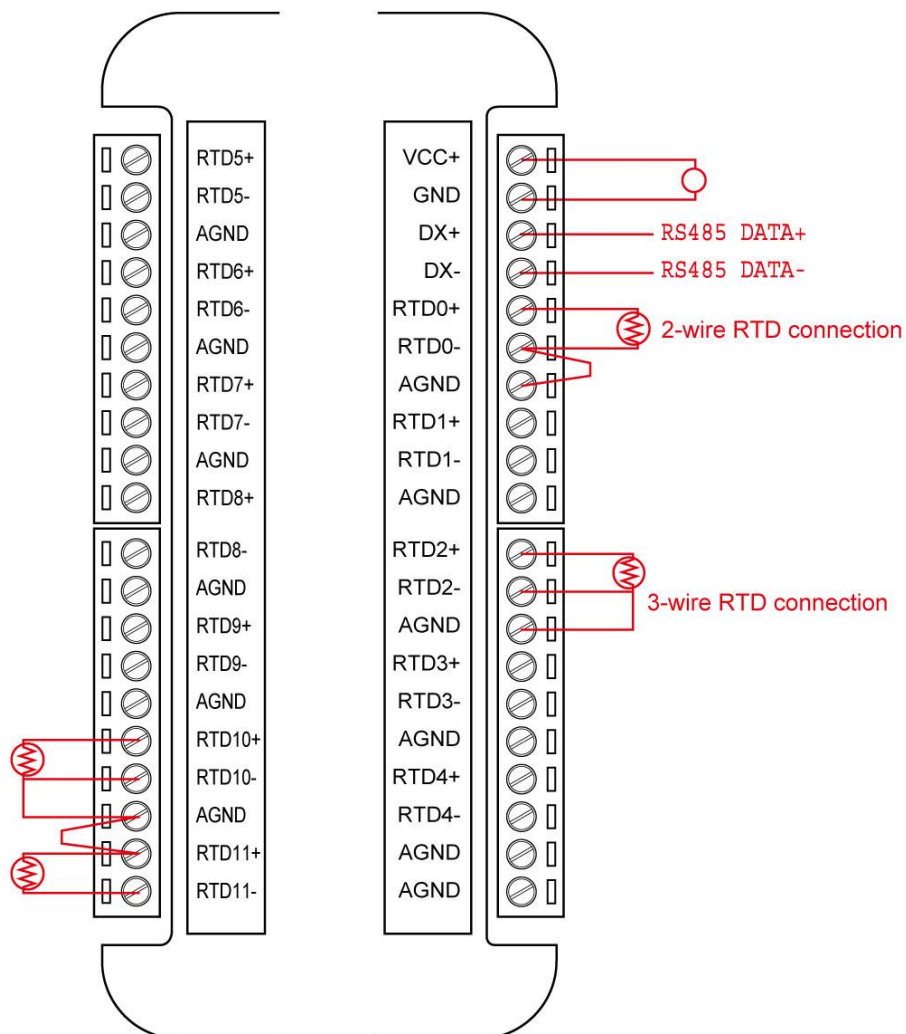 RTD5+
RTD5-
AGND
RTD6+
RTD6-
AGND
RTD7+
RTD7-
AGND
RTD8+
RTD8-
AGND
RTD9+
RTD9-
AGND
RTD10+
RTD10-
AGND
RTD11+
RTD11-
VCC+
GND
DX+
DX-
RTD0+
RTD0-
AGND
RTD1+
RTD1-
AGND
RTD2+
RTD2-
AGND
RTD3+
RTD3-
AGND
RTD4+
RTD4-
AGND
AGND
RS485 DATA+
RS485 DATA-
2-wire RTD connection
3-wire RTD connection